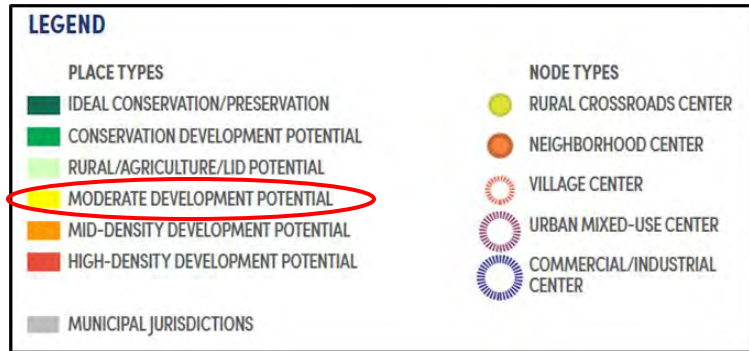 LEGEND
PLACE TYPES
IDEAL CONSERVATION/PRESERVATION
CONSERVATION DEVELOPMENT POTENTIAL
RURAL/AGRICULTURE/LID POTENTIAL
MODERATE DEVELOPMENT POTENTIAL
MID-DENSITY DEVELOPMENT POTENTIAL
HIGH-DENSITY DEVELOPMENT POTENTIAL
MUNICIPAL JURISDICTIONS
NODE TYPES
RURAL CROSSROADS CENTER
NEIGHBORHOOD CENTER
VILLAGE CENTER
URBAN MIXED-USE CENTER
COMMERCIAL/INDUSTRIAL
CENTER